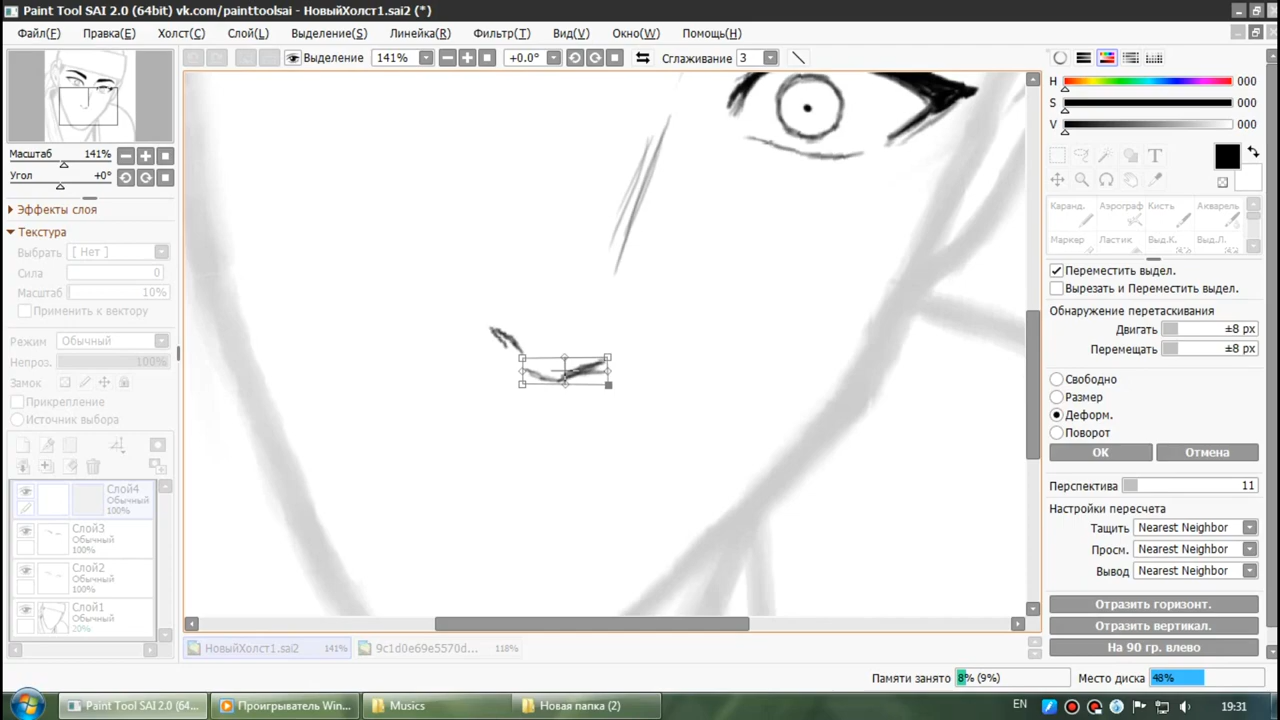 Paint Tool SAI 2.0 (64bit) vk.com/painttoolsai - НовыйХолст1.sai2 (*)
Файл(F) Правка(E) Холст(C) Слой(L) Выделение(S) Линейка(R) Фильтр(T) Вид(V) Окно(W) Помощь(H)
Выделение 141% +0.0° Сглаживание 3
Масштаб 141%
Угол +0°
Эффекты слоя
Текстура
Выбрать [ Нет ]
Сила 0
Масштаб 10%
Применить к вектору
Режим Обычный
Непроз. 100%
Замок
Прикрепление
Источник выбора
Слой4
Обычный
100%
Слой3
Обычный
100%
Слой2
Обычный
100%
Слой1
Обычный
20%
H 000
S 000
V 000
T
Каранд. Аэрограф Кисть Акварель
Маркер Ластик Выд.К. Выд.Л.
Переместить выдел.
Вырезать и Переместить выдел.
Обнаружение перетаскивания
Двигать ±8 px
Перемещать ±8 px
Свободно
Размер
Деформ.
Поворот
OK Отмена
Перспектива 11
Настройки пересчета
Тащить Nearest Neighbor
Просм. Nearest Neighbor
Вывод Nearest Neighbor
Отразить горизонт.
Отразить вертикал.
На 90 гр. влево
НовыйХолст1.sai2 141% 9c1d0e69e5570d... 118%
Памяти занято 8% (9%) Место диска 48%
Paint Tool SAI 2.0 (64... Проигрыватель Win... Musics Новая папка (2) EN 19:31